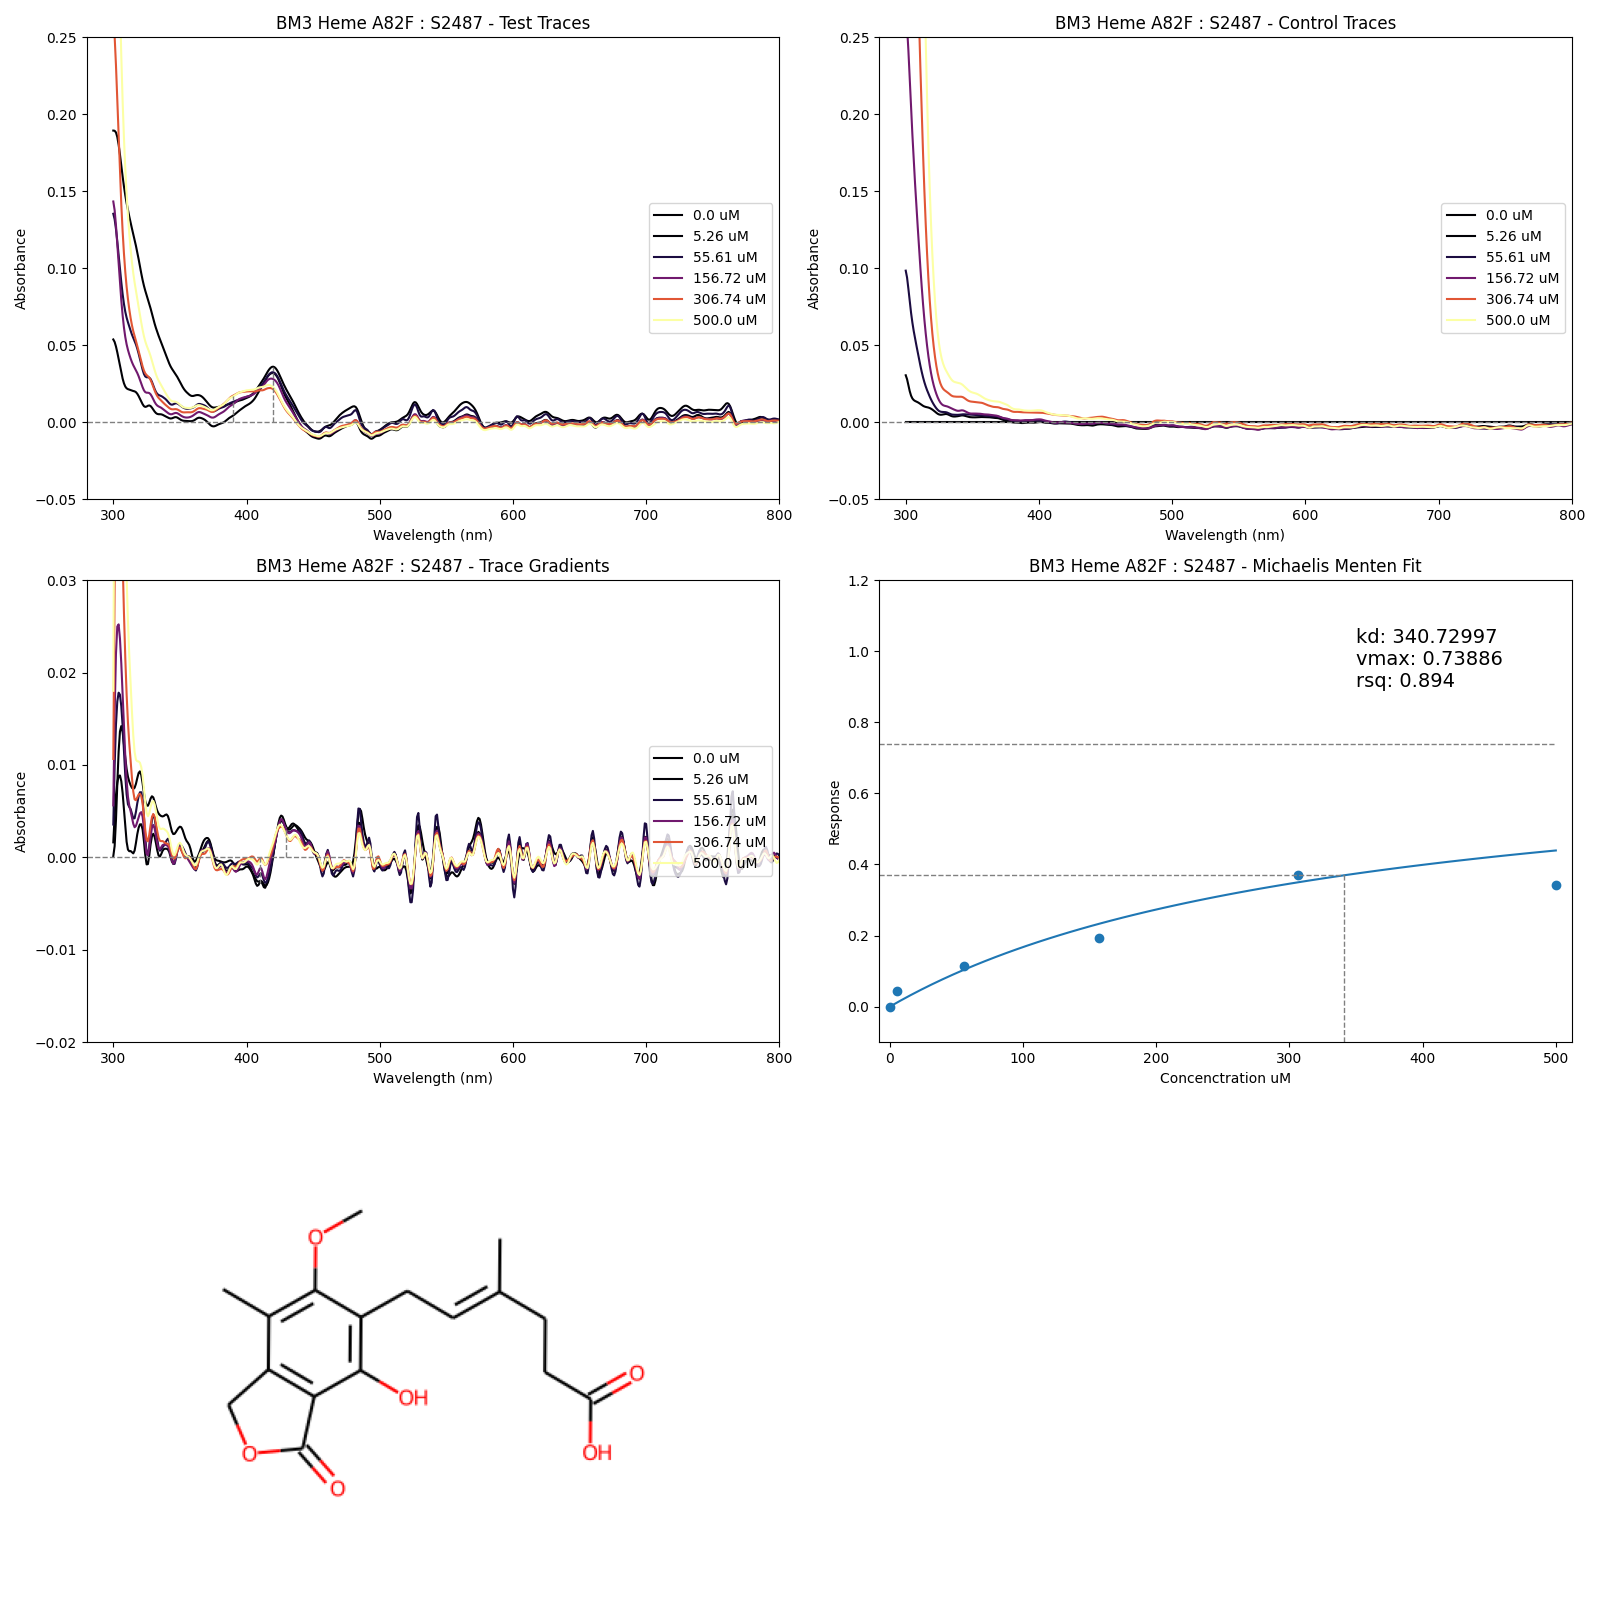 BM3 Heme A82F : S2487 - Test Traces
0.25
0.20
0.15
0.10
0.05
0.00
−0.05
Absorbance
300
400
500
600
700
800
Wavelength (nm)
0.0 uM
5.26 uM
55.61 uM
156.72 uM
306.74 uM
500.0 uM
BM3 Heme A82F : S2487 - Control Traces
0.25
0.20
0.15
0.10
0.05
0.00
−0.05
Absorbance
300
400
500
600
700
800
Wavelength (nm)
0.0 uM
5.26 uM
55.61 uM
156.72 uM
306.74 uM
500.0 uM
BM3 Heme A82F : S2487 - Trace Gradients
0.03
0.02
0.01
0.00
−0.01
−0.02
Absorbance
300
400
500
600
700
800
Wavelength (nm)
0.0 uM
5.26 uM
55.61 uM
156.72 uM
306.74 uM
500.0 uM
BM3 Heme A82F : S2487 - Michaelis Menten Fit
1.2
1.0
0.8
0.6
0.4
0.2
0.0
Response
kd: 340.72997
vmax: 0.73886
rsq: 0.894
0
100
200
300
400
500
Concenctration uM
O
O
OH
OH
O
O